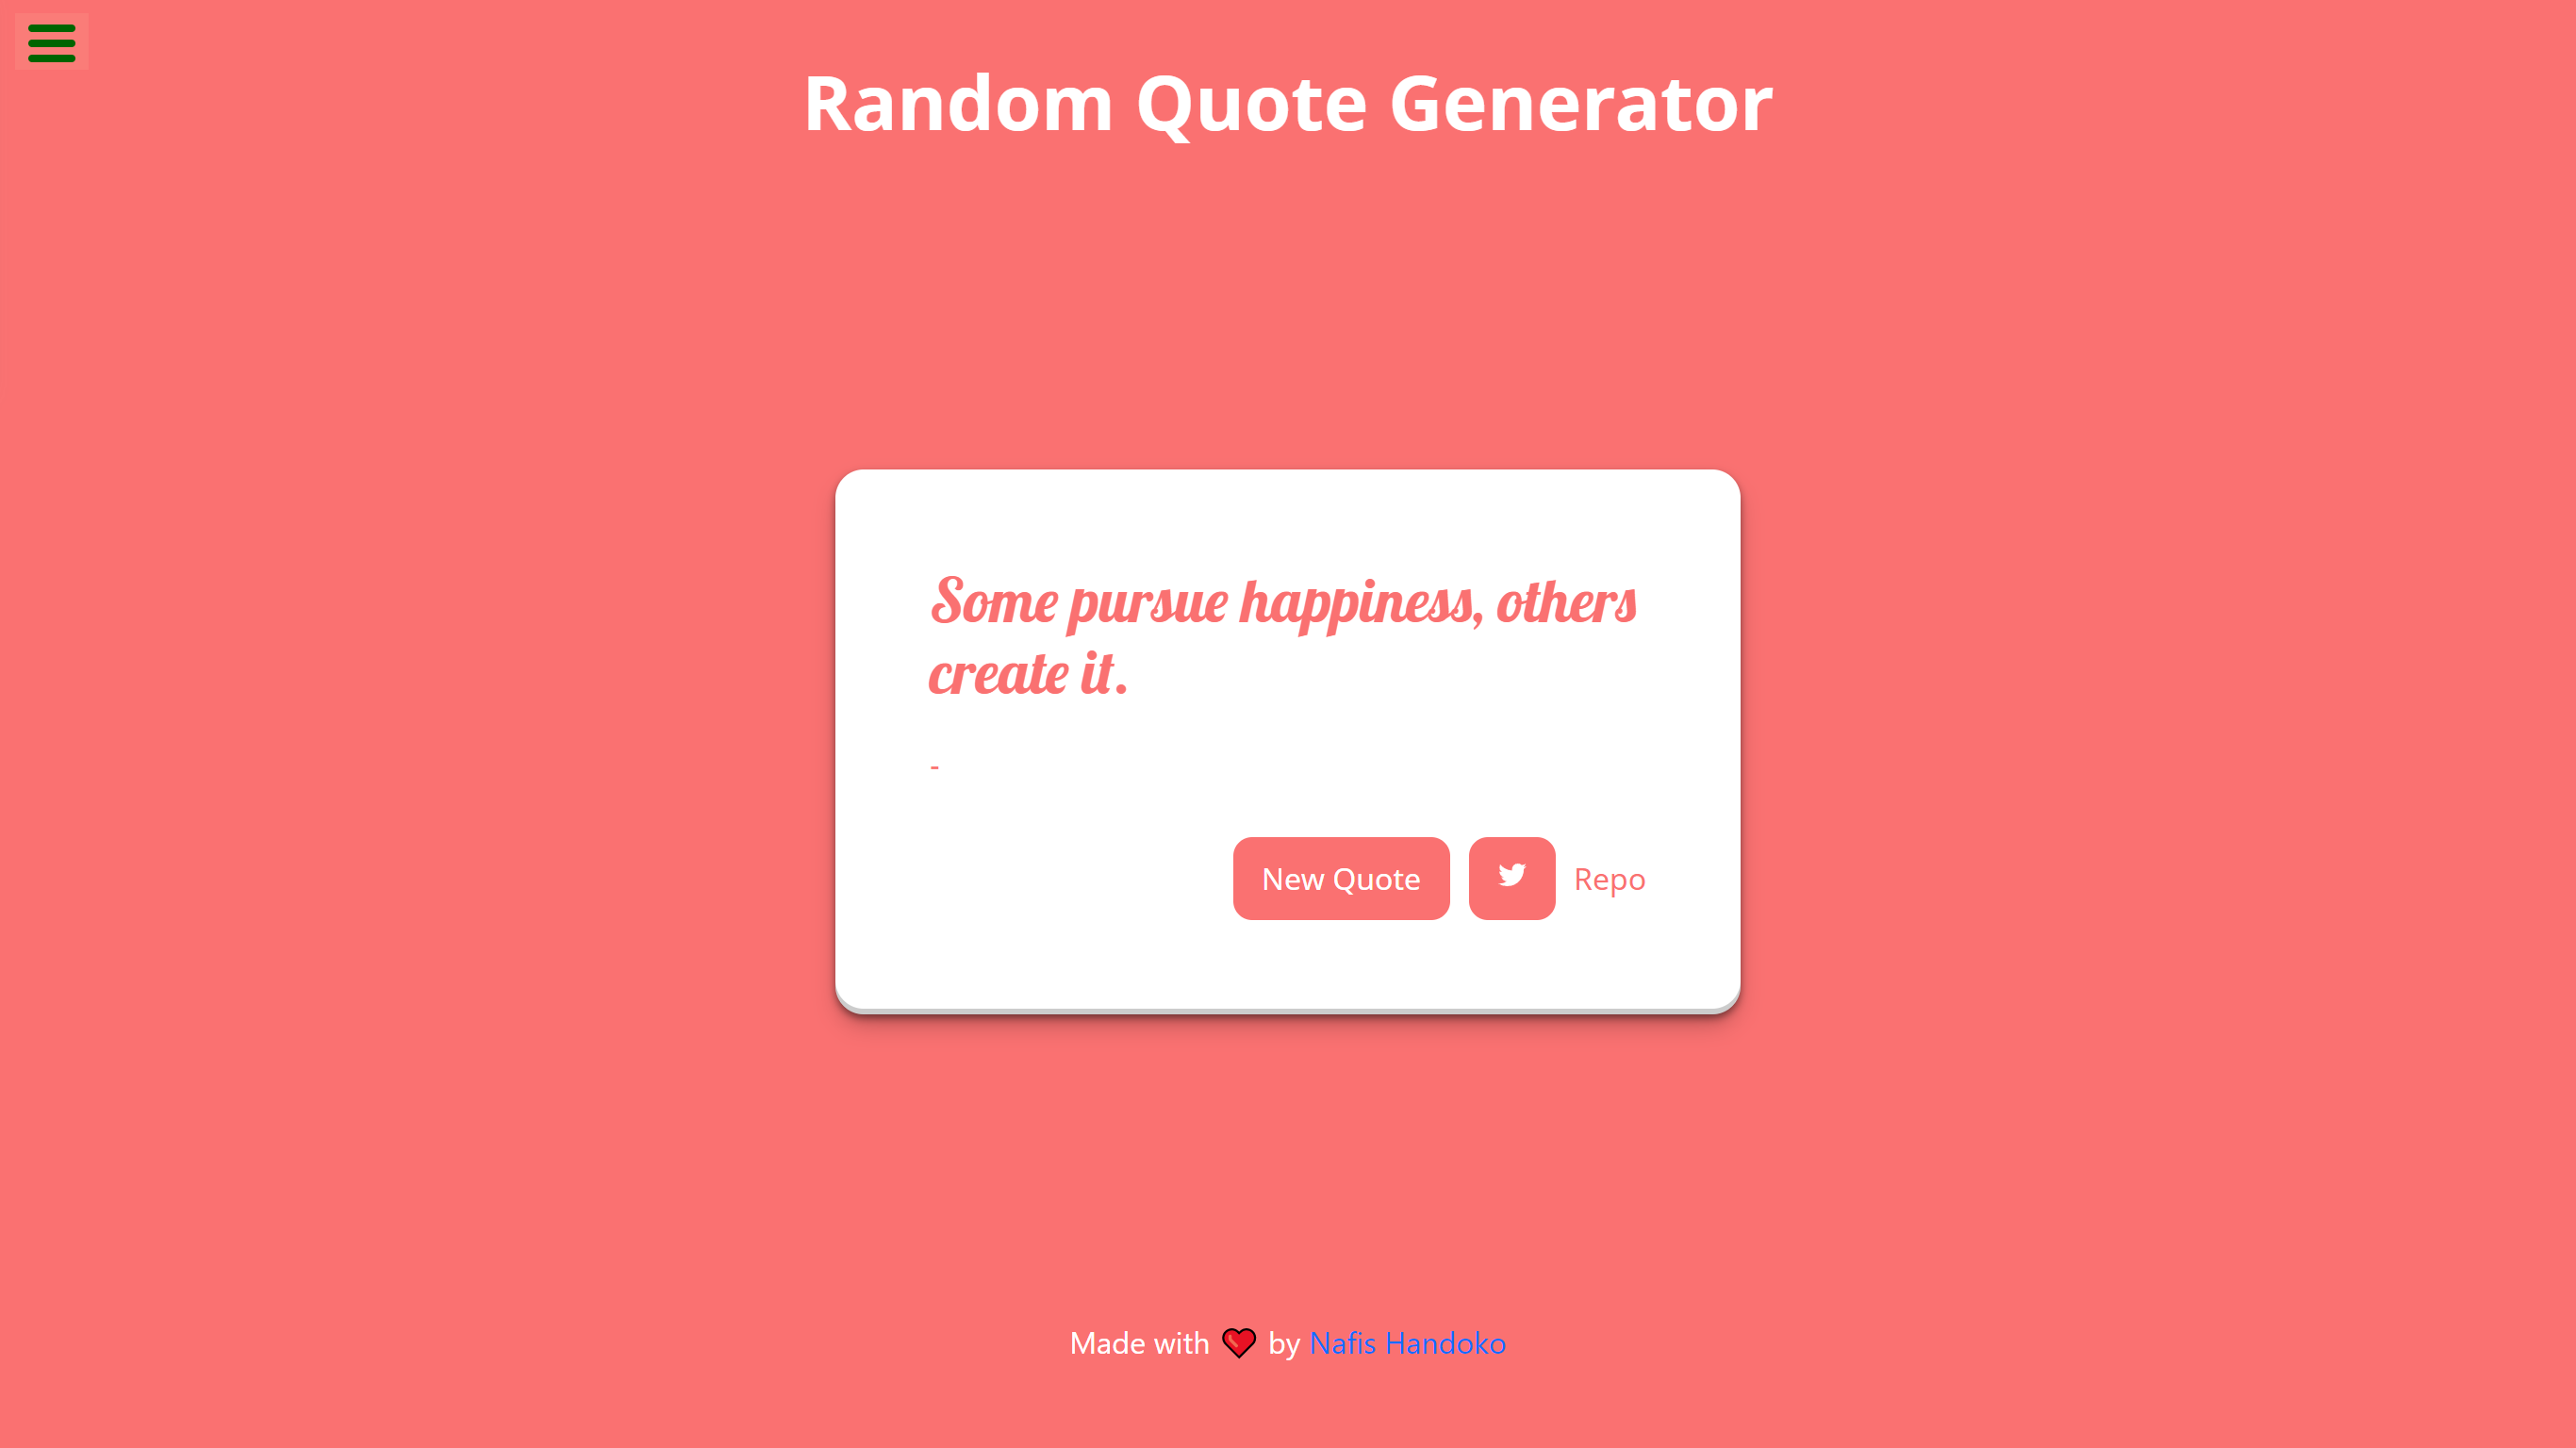 Random Quote Generator
Some pursue happiness, others
create it.
-
New Quote
Repo
Made with ❤️ by Nafis Handoko